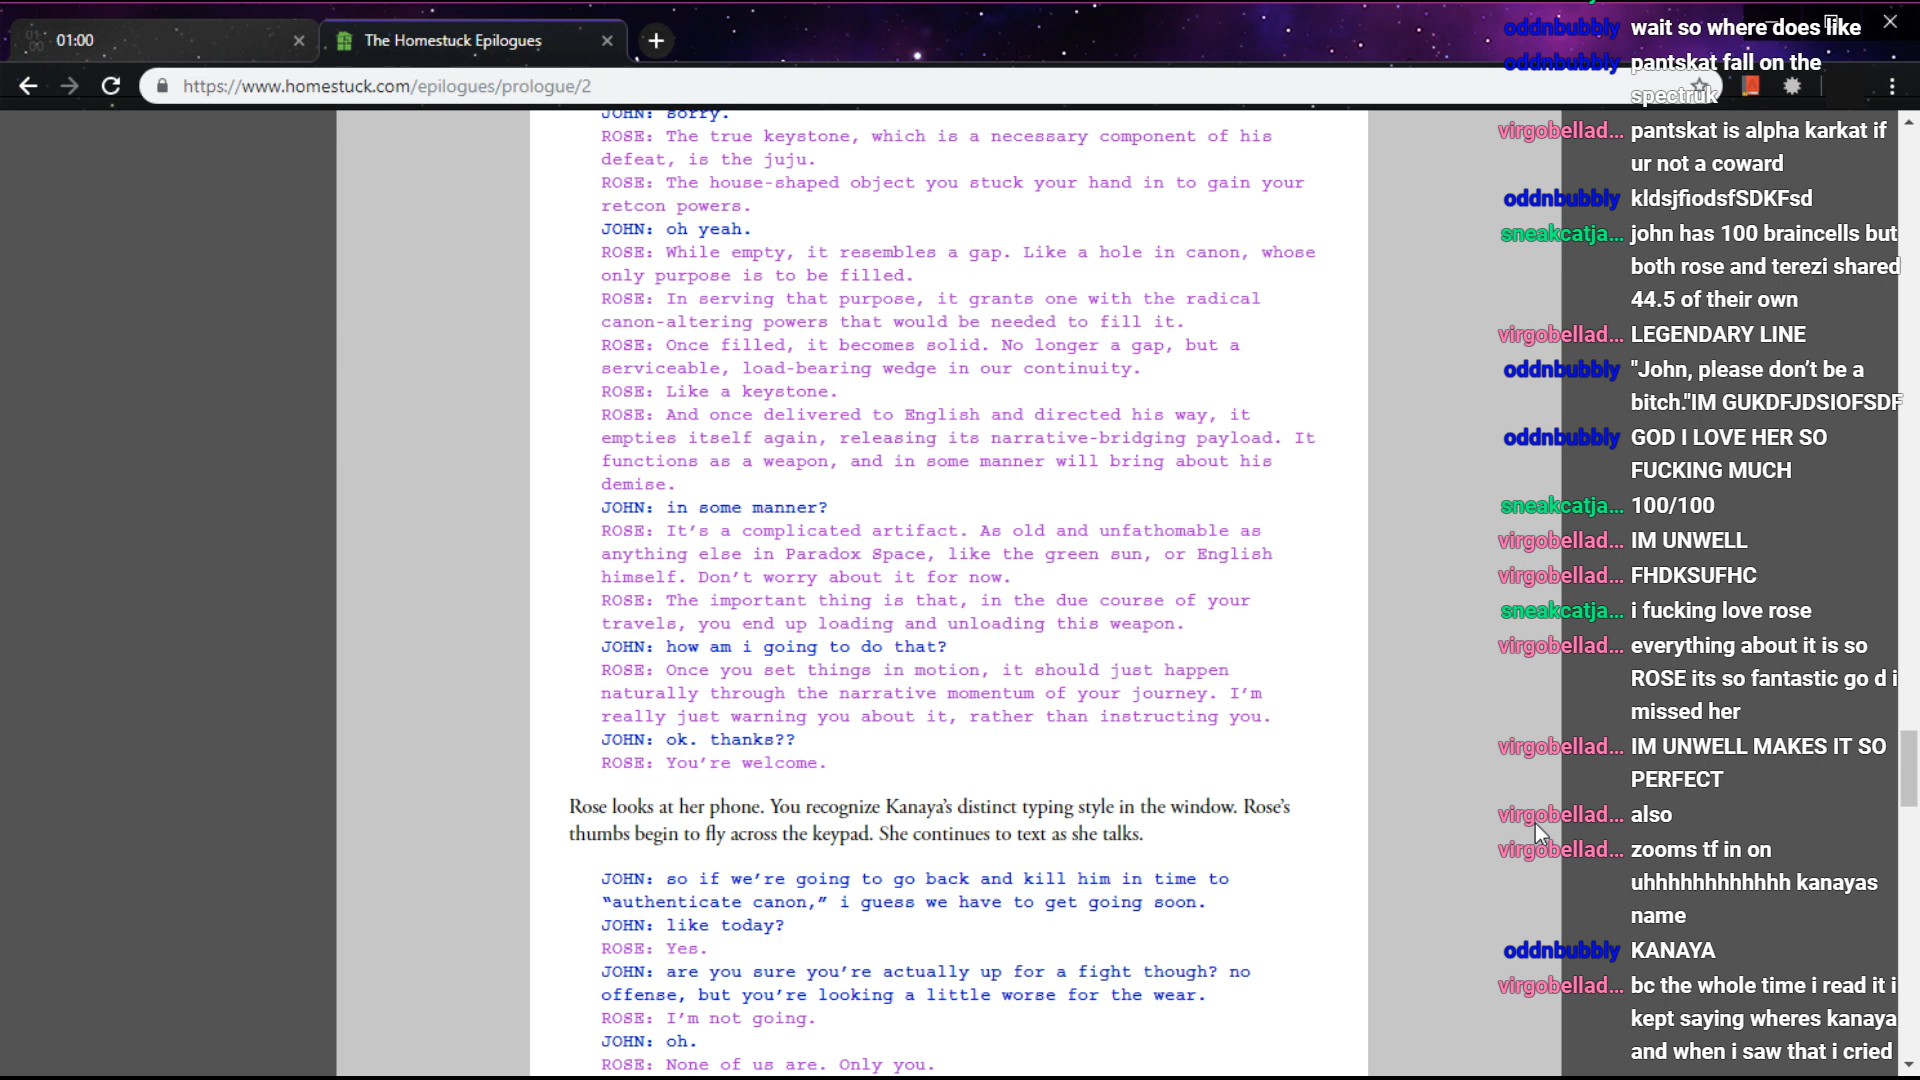 01:00
The Homestuck Epilogues
https://www.homestuck.com/epilogues/prologue/2
JOHN: sorry.
ROSE: The true keystone, which is a necessary component of his
defeat, is the juju.
ROSE: The house-shaped object you stuck your hand in to gain your
retcon powers.
JOHN: oh yeah.
ROSE: While empty, it resembles a gap. Like a hole in canon, whose
only purpose is to be filled.
ROSE: In serving that purpose, it grants one with the radical
canon-altering powers that would be needed to fill it.
ROSE: Once filled, it becomes solid. No longer a gap, but a
serviceable, load-bearing wedge in our continuity.
ROSE: Like a keystone.
ROSE: And once delivered to English and directed his way, it
empties itself again, releasing its narrative-bridging payload. It
functions as a weapon, and in some manner will bring about his
demise.
JOHN: in some manner?
ROSE: It’s a complicated artifact. As old and unfathomable as
anything else in Paradox Space, like the green sun, or English
himself. Don’t worry about it for now.
ROSE: The important thing is that, in the due course of your
travels, you end up loading and unloading this weapon.
JOHN: how am i going to do that?
ROSE: Once you set things in motion, it should just happen
naturally through the narrative momentum of your journey. I’m
really just warning you about it, rather than instructing you.
JOHN: ok. thanks??
ROSE: You’re welcome.
Rose looks at her phone. You recognize Kanaya’s distinct typing style in the window. Rose’s
thumbs begin to fly across the keypad. She continues to text as she talks.
JOHN: so if we’re going to go back and kill him in time to
“authenticate canon,” i guess we have to get going soon.
JOHN: like today?
ROSE: Yes.
JOHN: are you sure you’re actually up for a fight though? no
offense, but you’re looking a little worse for the wear.
ROSE: I’m not going.
JOHN: oh.
ROSE: None of us are. Only you.
oddnbubbly wait so where does like
oddnbubbly pantskat fall on the
spectruk
virgobellad... pantskat is alpha karkat if
ur not a coward
oddnbubbly kldsjfiodsfSDKFsd
sneakcatja... john has 100 braincells but
both rose and terezi shared
44.5 of their own
virgobellad... LEGENDARY LINE
oddnbubbly "John, please don’t be a
bitch."IM GUKDFJDSIOFSDF
oddnbubbly GOD I LOVE HER SO
FUCKING MUCH
sneakcatja... 100/100
virgobellad... IM UNWELL
virgobellad... FHDKSUFHC
sneakcatja... i fucking love rose
virgobellad... everything about it is so
ROSE its so fantastic go d i
missed her
virgobellad... IM UNWELL MAKES IT SO
PERFECT
virgobellad... also
virgobellad... zooms tf in on
uhhhhhhhhhhhh kanayas
name
oddnbubbly KANAYA
virgobellad... bc the whole time i read it i
kept saying wheres kanaya
and when i saw that i cried